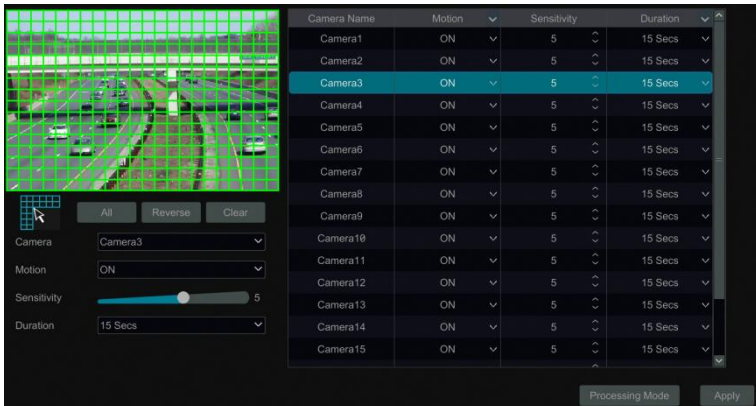 Camera Name Motion Sensitivity Duration
Camera1 ON 5 15 Secs
Camera2 ON 5 15 Secs
Camera3 ON 5 15 Secs
Camera4 ON 5 15 Secs
Camera5 ON 5 15 Secs
Camera6 ON 5 15 Secs
Camera7 ON 5 15 Secs
Camera8 ON 5 15 Secs
Camera9 ON 5 15 Secs
Camera10 ON 5 15 Secs
Camera11 ON 5 15 Secs
Camera12 ON 5 15 Secs
Camera13 ON 5 15 Secs
Camera14 ON 5 15 Secs
Camera15 ON 5 15 Secs
All Reverse Clear
Camera Camera3
Motion ON
Sensitivity 5
Duration 15 Secs
Processing Mode Apply